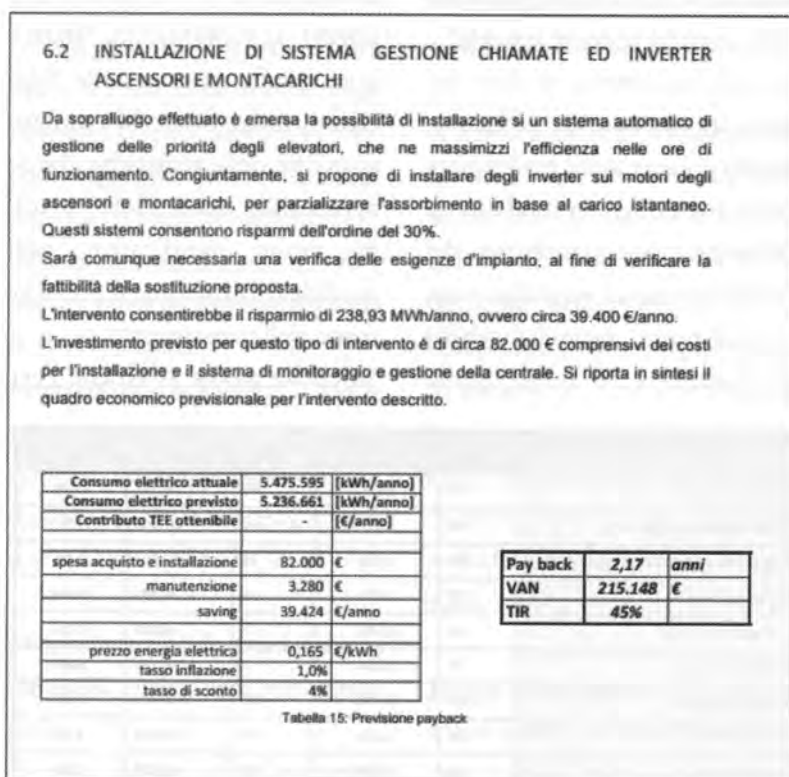 6.2 INSTALLAZIONE DI SISTEMA GESTIONE CHIAMATE ED INVERTER
ASCENSORI E MONTACARICHI
Da sopralluogo effettuato è emersa la possibilità di installazione si un sistema automatico di
gestione delle priorità degli elevatori, che ne massimizzi l'efficienza nelle ore di
funzionamento. Congiuntamente, si propone di installare degli inverter sui motori degli
ascensori e montacarichi, per parzializzare l'assorbimento in base al carico istantaneo.
Questi sistemi consentono risparmi dell'ordine del 30%.
Sarà comunque necessaria una verifica delle esigenze d'impianto, al fine di verificare la
fattibilità della sostituzione proposta.
L'intervento consentirebbe il risparmio di 238,93 MWh/anno, ovvero circa 39.400 €/anno.
L'investimento previsto per questo tipo di intervento è di circa 82.000 € comprensivi dei costi
per l'installazione e il sistema di monitoraggio e gestione della centrale. Si riporta in sintesi il
quadro economico previsionale per l'intervento descritto.
Consumo elettrico attuale 5.475.595 [kWh/anno]
Consumo elettrico previsto 5.236.661 [kWh/anno]
Contributo TEE ottenibile - [€/anno]
spesa acquisto e installazione 82.000 €
manutenzione 3.280 €
saving 39.424 €/anno
prezzo energia elettrica 0,165 €/kWh
tasso inflazione 1,0%
tasso di sconto 4%
Pay back 2,17 anni
VAN 215.148 €
TIR 45%
Tabella 15: Previsione payback